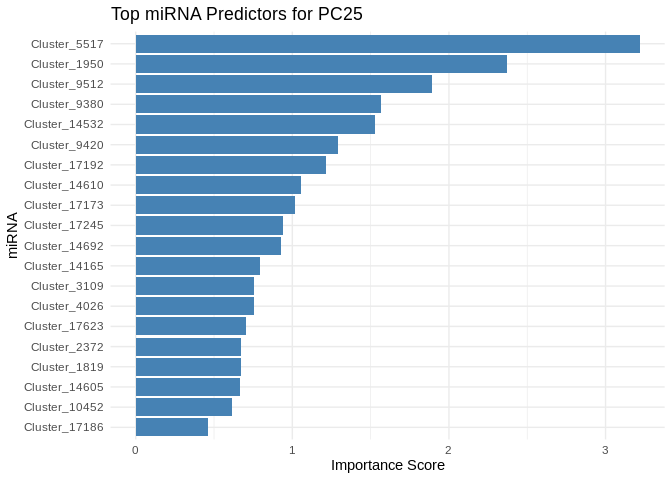 Top miRNA Predictors for PC25
Cluster_5517
Cluster_1950
Cluster_9512
Cluster_9380
Cluster_14532
Cluster_9420
Cluster_17192
Cluster_14610
Cluster_17173
Cluster_17245
Cluster_14692
Cluster_14165
Cluster_3109
Cluster_4026
Cluster_17623
Cluster_2372
Cluster_1819
Cluster_14605
Cluster_10452
Cluster_17186
miRNA
0 1 2 3
Importance Score